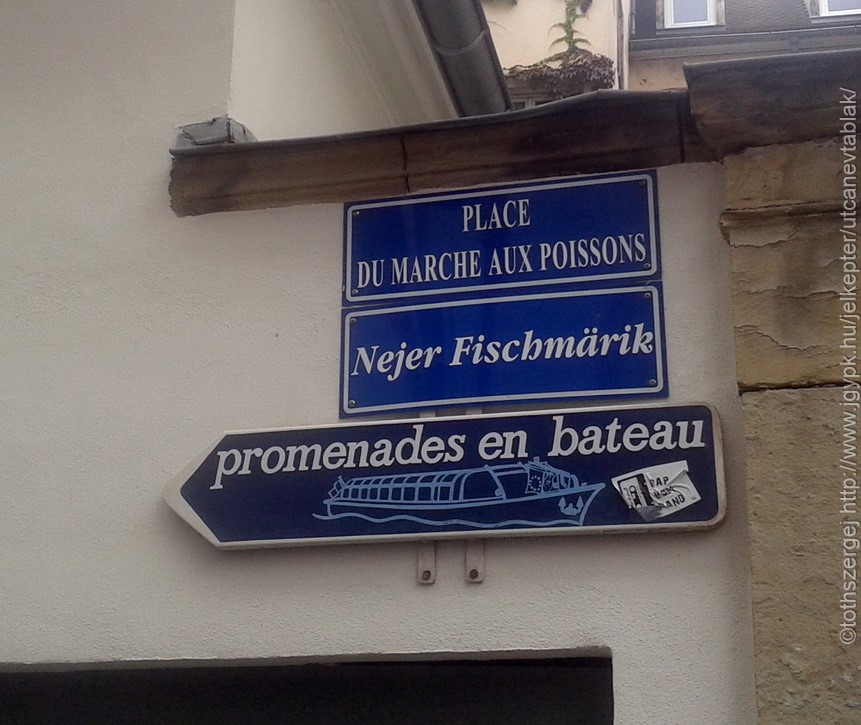 PLACE
DU MARCHE AUX POISSONS
Nejer Fischmärik
promenades en bateau
©tothszergej http://www.jgypk.hu/jelkepter/utcanevtablak/